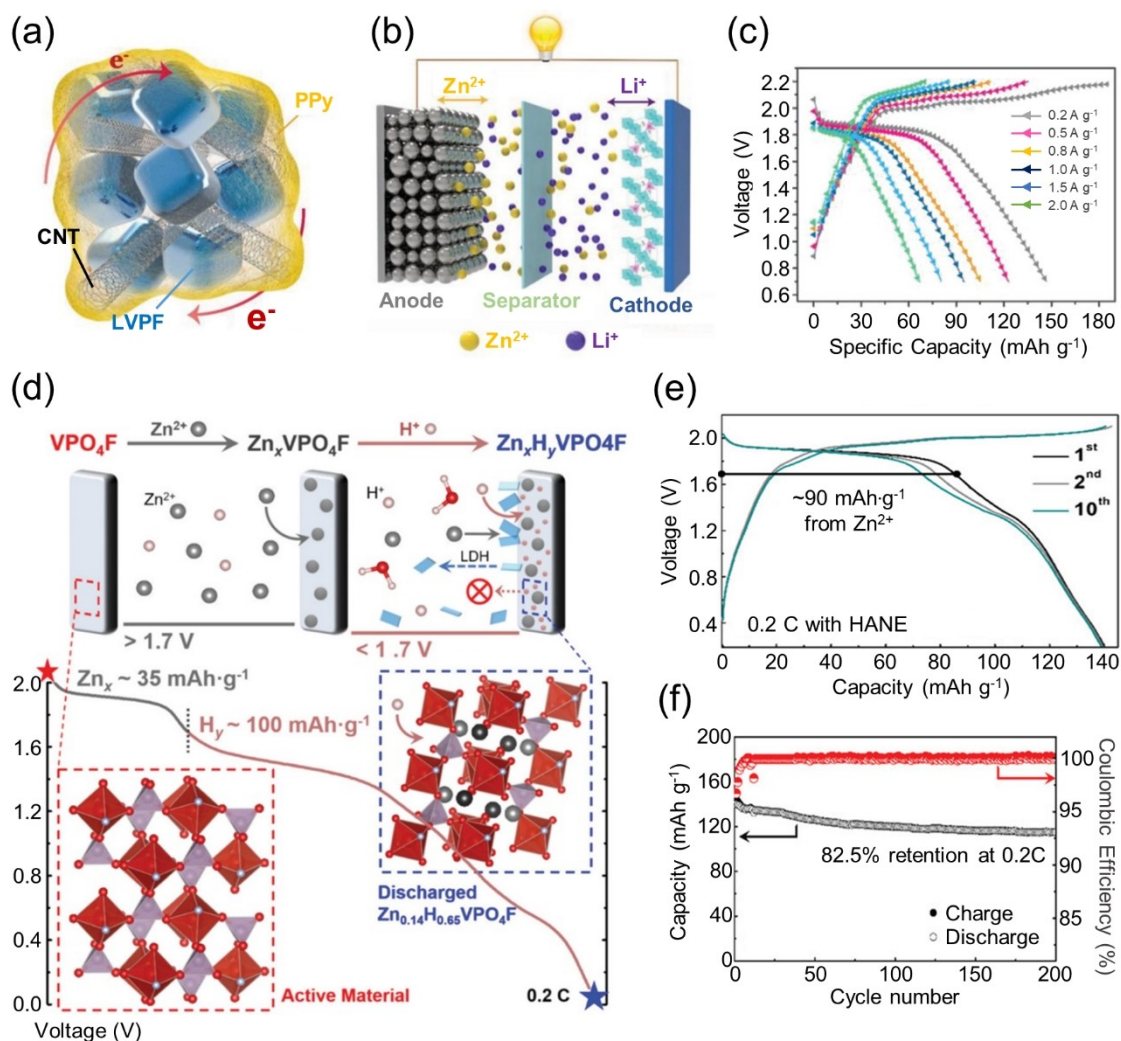 (a)
e⁻
PPy
CNT
LVPF
e⁻
(b)
Zn²⁺
Li⁺
Anode
Separator
Cathode
Zn²⁺
Li⁺
(c)
2.2
2.0
1.8
1.6
1.4
1.2
1.0
0.8
0.6
Voltage (V)
0.2 A g⁻¹
0.5 A g⁻¹
0.8 A g⁻¹
1.0 A g⁻¹
1.5 A g⁻¹
2.0 A g⁻¹
0 30 60 90 120 150 180
Specific Capacity (mAh g⁻¹)
(d)
VPO₄F
Zn²⁺
ZnₓVPO₄F
H⁺
ZnₓHᵧVPO4F
Zn²⁺
H⁺
LDH
> 1.7 V
< 1 .7 V
2.0
1.6
1.2
0.8
0.4
0.0
Voltage (V)
Znₓ ~ 35 mAh·g⁻¹
Hᵧ ~ 100 mAh·g⁻¹
Discharged
Zn₀.₁₄H₀.₆₅VPO₄F
Active Material
0.2 C
(e)
2.0
1.6
1.2
0.8
0.4
Voltage (V)
1ˢᵗ
2ⁿᵈ
10ᵗʰ
~90 mAh·g⁻¹
from Zn²⁺
0.2 C with HANE
0 20 40 60 80 100 120 140
Capacity (mAh g⁻¹)
(f)
200
160
120
80
40
0
Capacity (mAh g⁻¹)
100
95
90
85
Coulombic Efficiency (%)
82.5% retention at 0.2C
Charge
Discharge
0 50 100 150 200
Cycle number